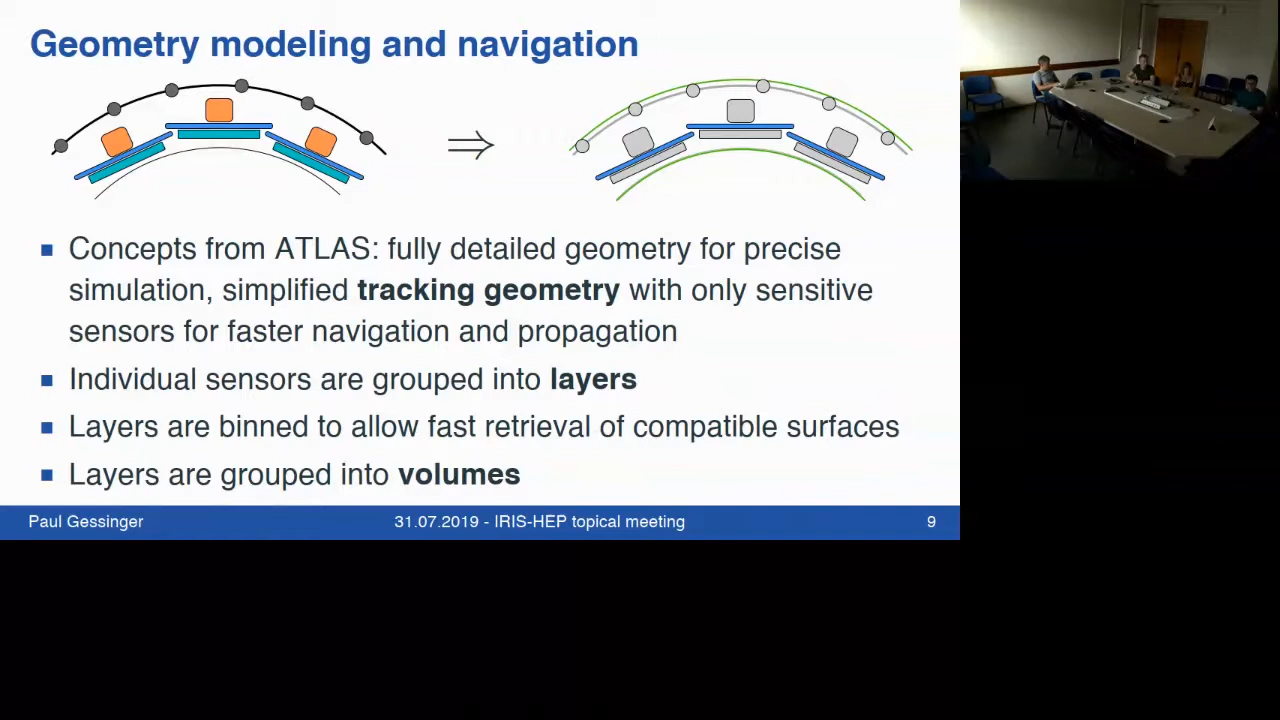 Geometry modeling and navigation
Concepts from ATLAS: fully detailed geometry for precise
simulation, simplified tracking geometry with only sensitive
sensors for faster navigation and propagation
Individual sensors are grouped into layers
Layers are binned to allow fast retrieval of compatible surfaces
Layers are grouped into volumes
Paul Gessinger
31.07.2019 - IRIS-HEP topical meeting
9